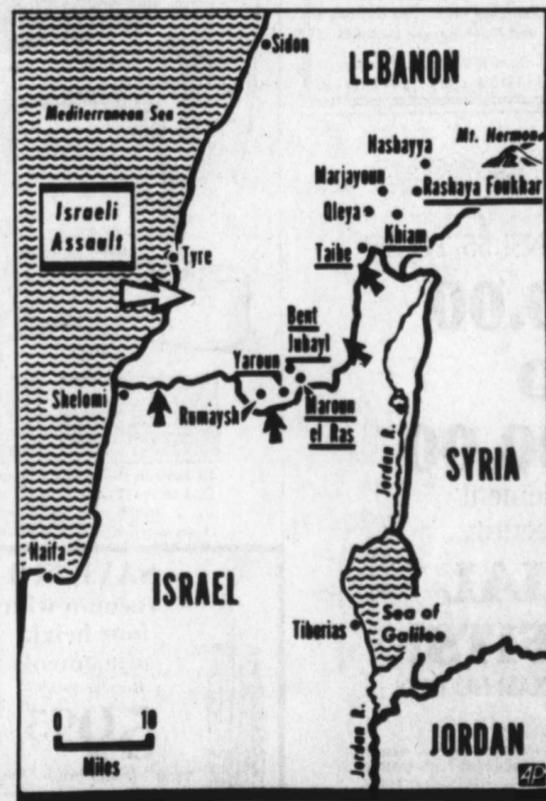 Sidon
LEBANON
Mediterranean Sea
Hasbayya
Mt. Hermon
Marjayoun
Rashaya Foukhar
Qleya
Khiam
Israeli
Assault
Tyre
Taibe
Bent
Jubayl
Yaroun
Shelomi
Rumaysh
Maroun
el Ras
Jordan R.
SYRIA
Haifa
ISRAEL
Tiberias
Sea of
Galilee
0 10
Miles
Jordan R.
JORDAN
AP